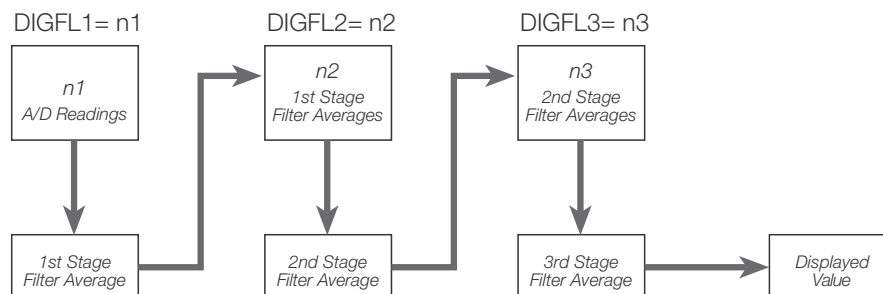 DIGFL1= n1
DIGFL2= n2
DIGFL3= n3
n1
A/D Readings
n2
1st Stage
Filter Averages
n3
2nd Stage
Filter Averages
1st Stage
Filter Average
2nd Stage
Filter Average
3rd Stage
Filter Average
Displayed
Value